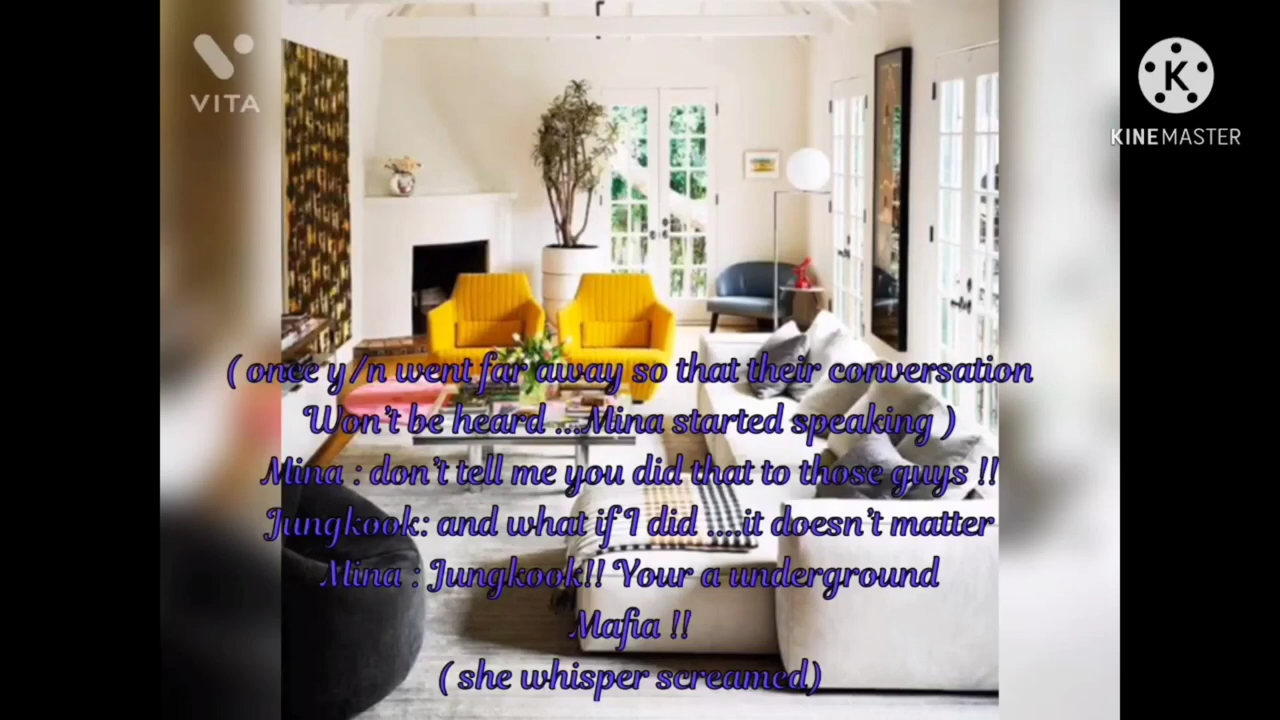 VITA
KINEMASTER
( once y/n went far away so that their conversation
Won't be heard ...Mina started speaking )
Mina : don't tell me you did that to those guys !!
Jungkook: and what if I did ....it doesn't matter
Mina : Jungkook!! Your a underground
Mafia !!
( she whisper screamed)